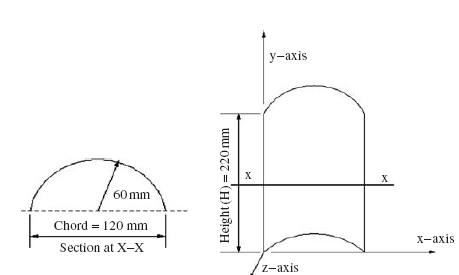 y–axis
Height (H) = 220 mm
x
x
60 mm
Chord = 120 mm
Section at X–X
x–axis
z–axis